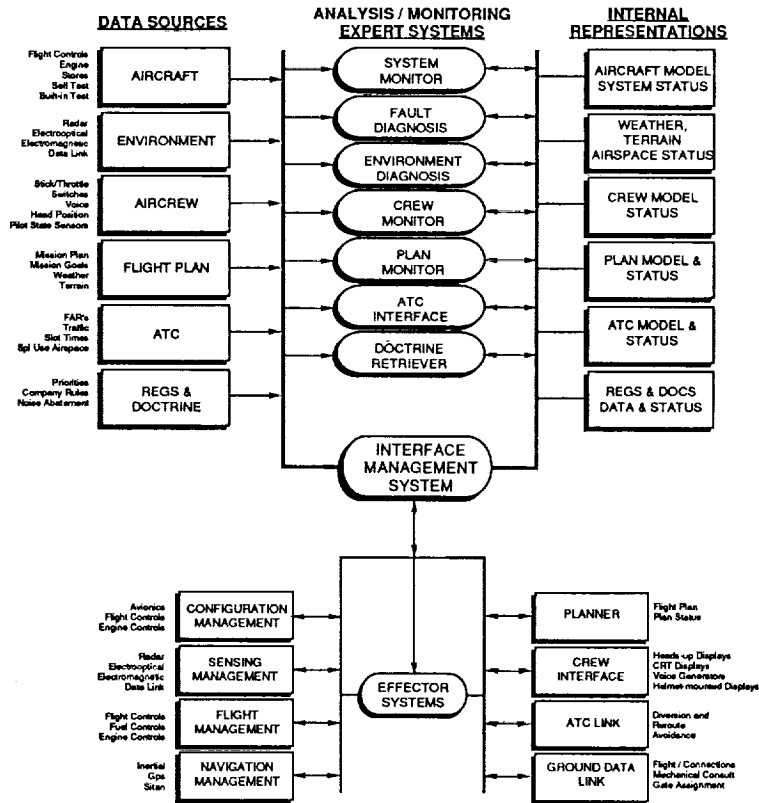 DATA SOURCES
ANALYSIS / MONITORING
EXPERT SYSTEMS
INTERNAL
REPRESENTATIONS
Flight Controls
Engine
Stores
Self Test
Built-in Test
AIRCRAFT
Radar
Electrooptical
Electromagnetic
Data Link
ENVIRONMENT
Stick/Throttle
Switches
Voice
Head Position
Pilot State Sensors
AIRCREW
Mission Plan
Mission Goals
Weather
Terrain
FLIGHT PLAN
FAR's
Traffic
Slot Times
Spl Use Airspace
ATC
Priorities
Company Rules
Noise Abatement
REGS &
DOCTRINE
SYSTEM
MONITOR
FAULT
DIAGNOSIS
ENVIRONMENT
DIAGNOSIS
CREW
MONITOR
PLAN
MONITOR
ATC
INTERFACE
DOCTRINE
RETRIEVER
AIRCRAFT MODEL
SYSTEM STATUS
WEATHER,
TERRAIN
AIRSPACE STATUS
CREW MODEL
STATUS
PLAN MODEL &
STATUS
ATC MODEL &
STATUS
REGS & DOCS
DATA & STATUS
INTERFACE
MANAGEMENT
SYSTEM
Avionics
Flight Controls
Engine Controls
CONFIGURATION
MANAGEMENT
Radar
Electrooptical
Electromagnetic
Data Link
SENSING
MANAGEMENT
Flight Controls
Fuel Controls
Engine Controls
FLIGHT
MANAGEMENT
Inertial
Gps
Sitan
NAVIGATION
MANAGEMENT
EFFECTOR
SYSTEMS
PLANNER
Flight Plan
Plan Status
CREW
INTERFACE
Heads-up Displays
CRT Displays
Voice Generators
Helmet-mounted Displays
ATC LINK
Diversion and
Reroute
Avoidance
GROUND DATA
LINK
Flight / Connections
Mechanical Consult
Gate Assignment